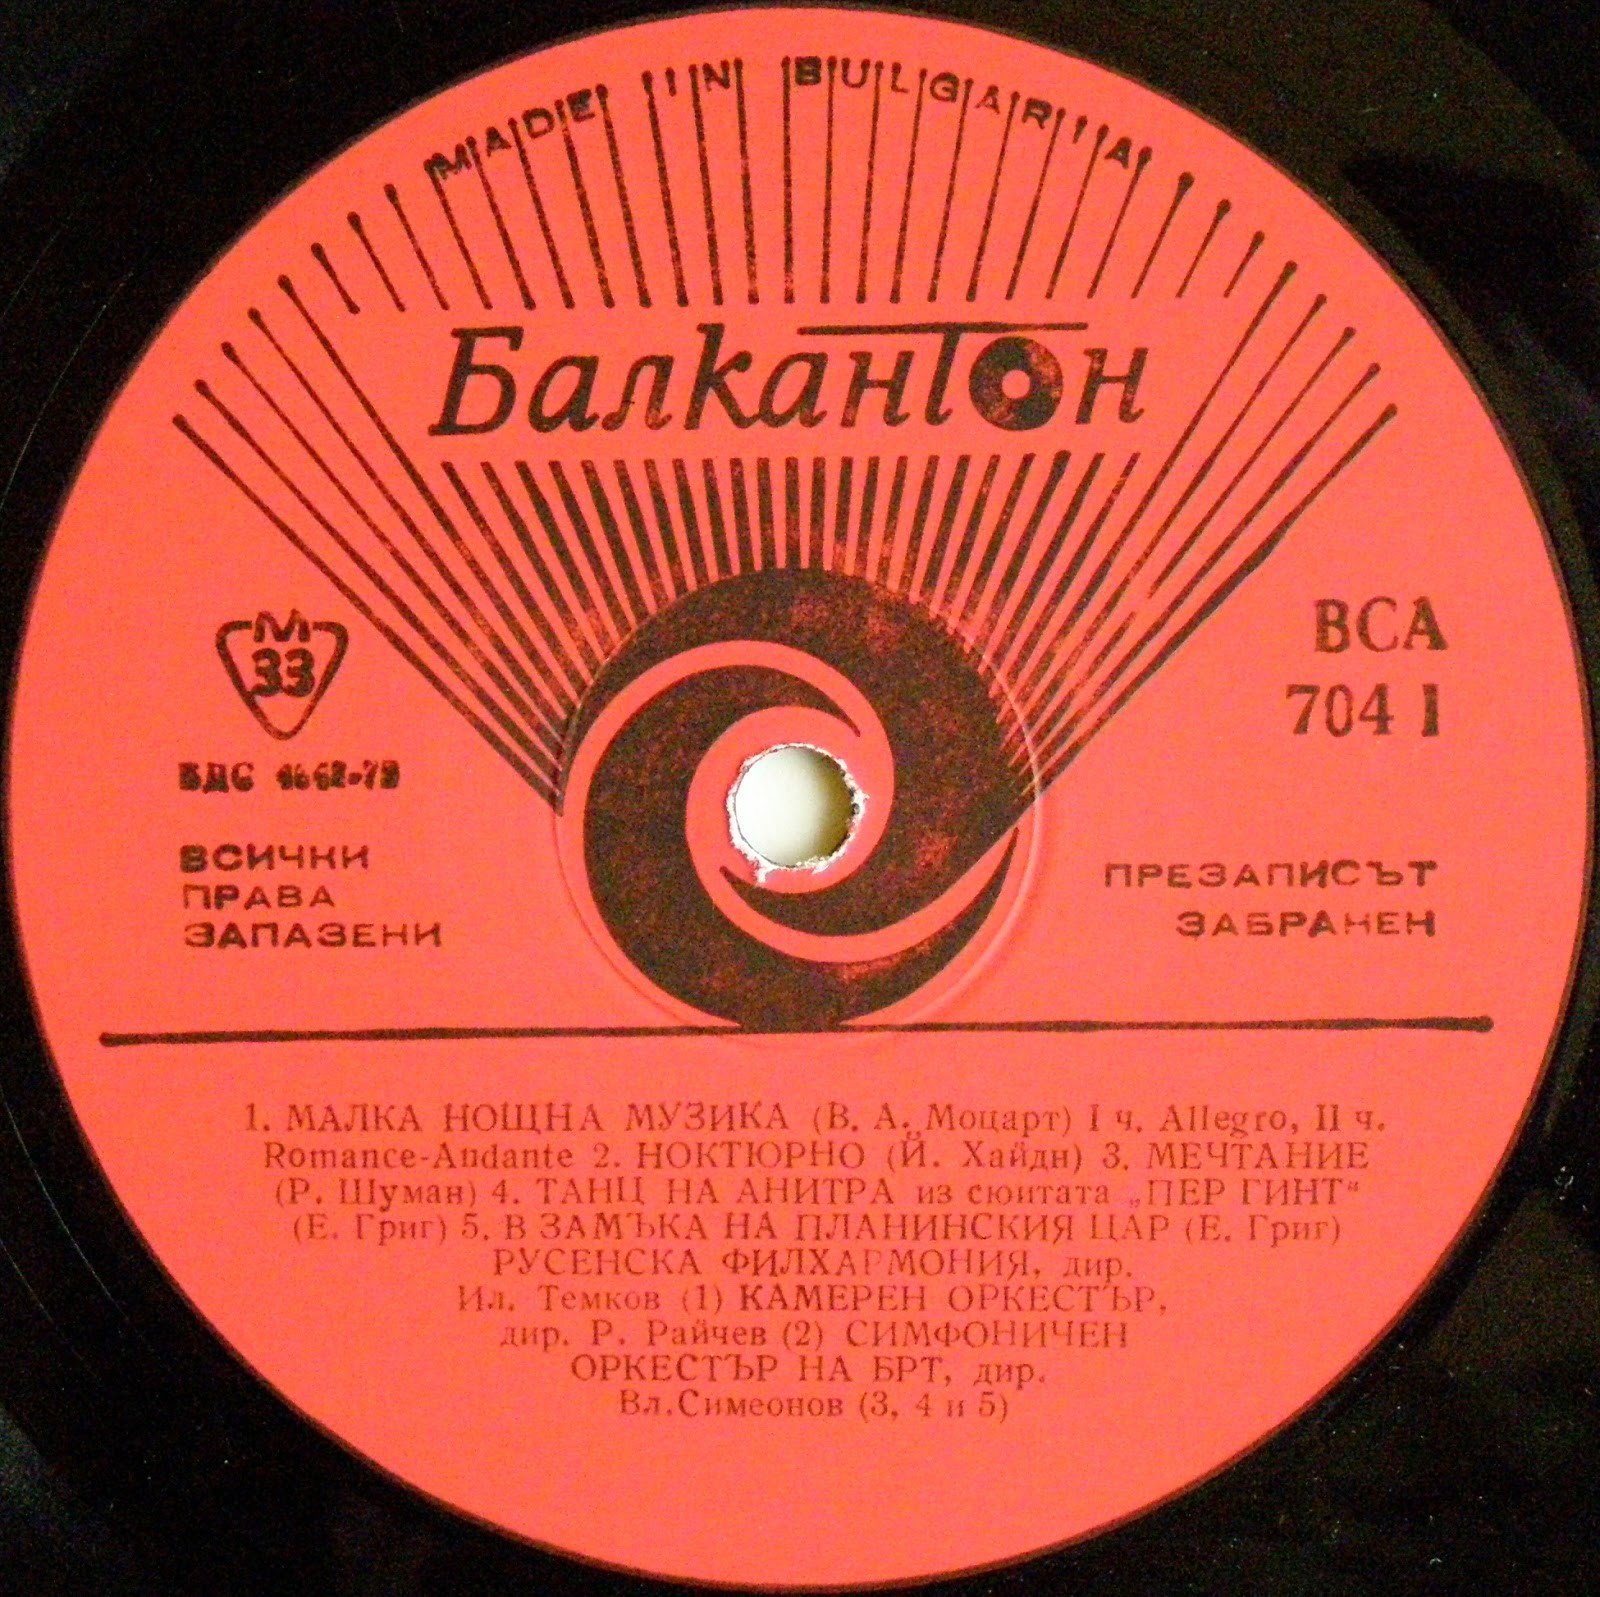 MADE IN BULGARIA
Балкантон
М
33
ВСА
704 I
БДС 4642-73
ВСИЧКИ
ПРАВА
ЗАПАЗЕНИ
ПРЕЗАПИСЪТ
ЗАБРАНЕН
1. МАЛКА НОЩНА МУЗИКА (В. А. Моцарт) I ч. Allegro, II ч.
Romance-Andante 2. НОКТЮРНО (Й. Хайдн) 3. МЕЧТАНИЕ
(Р. Шуман) 4. ТАНЦ НА АНИТРА из сюитата „ПЕР ГИНТ“
(Е. Григ) 5. В ЗАМЪКА НА ПЛАНИНСКИЯ ЦАР (Е. Григ)
РУСЕНСКА ФИЛХАРМОНИЯ, дир.
Ил. Темков (1) КАМЕРЕН ОРКЕСТЪР,
дир. Р. Райчев (2) СИМФОНИЧЕН
ОРКЕСТЪР НА БРТ, дир.
Вл.Симеонов (3, 4 и 5)